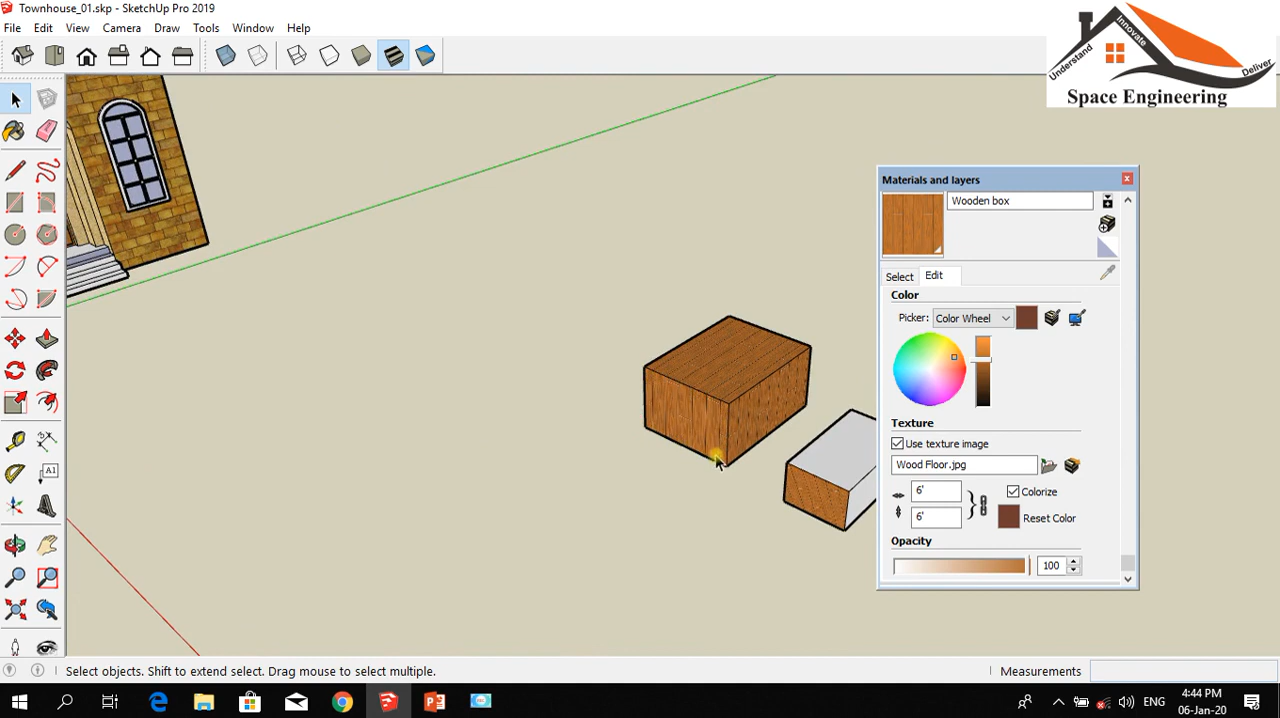 Townhouse_01.skp - SketchUp Pro 2019
File Edit View Camera Draw Tools Window Help
Understand Innovate Deliver
Space Engineering
Materials and layers
Wooden box
Select Edit
Color
Picker: Color Wheel
Texture
Use texture image
Wood Floor.jpg
6' Colorize
6' Reset Color
Opacity
100
A1
Select objects. Shift to extend select. Drag mouse to select multiple. Measurements
ENG
4:44 PM
06-Jan-20